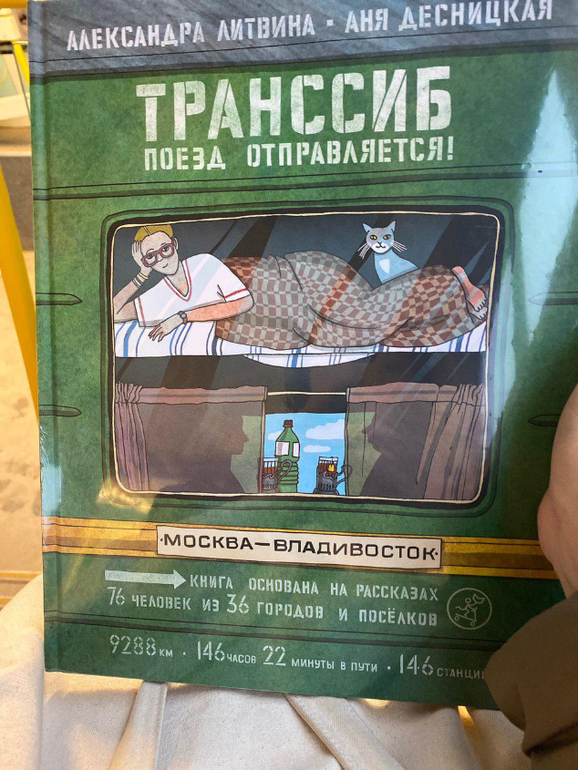 АЛЕКСАНДРА ЛИТВИНА · АНЯ ДЕСНИЦКАЯ
ТРАНССИБ
ПОЕЗД ОТПРАВЛЯЕТСЯ!
·МОСКВА—ВЛАДИВОСТОК·
КНИГА ОСНОВАНА НА РАССКАЗАХ
76 ЧЕЛОВЕК ИЗ 36 ГОРОДОВ И ПОСЁЛКОВ
9288 КМ · 146 ЧАСОВ 22 МИНУТЫ В ПУТИ · 146 СТАНЦИ